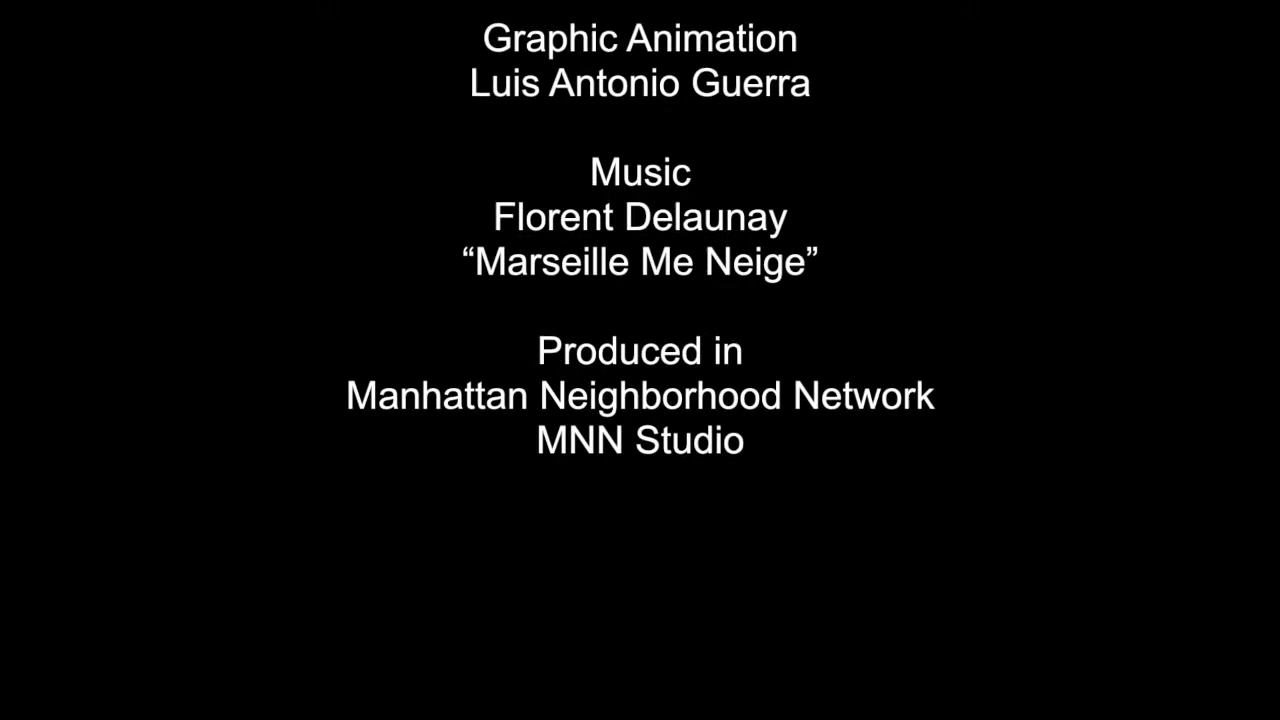 Graphic Animation
Luis Antonio Guerra
Music
Florent Delaunay
“Marseille Me Neige”
Produced in
Manhattan Neighborhood Network
MNN Studio